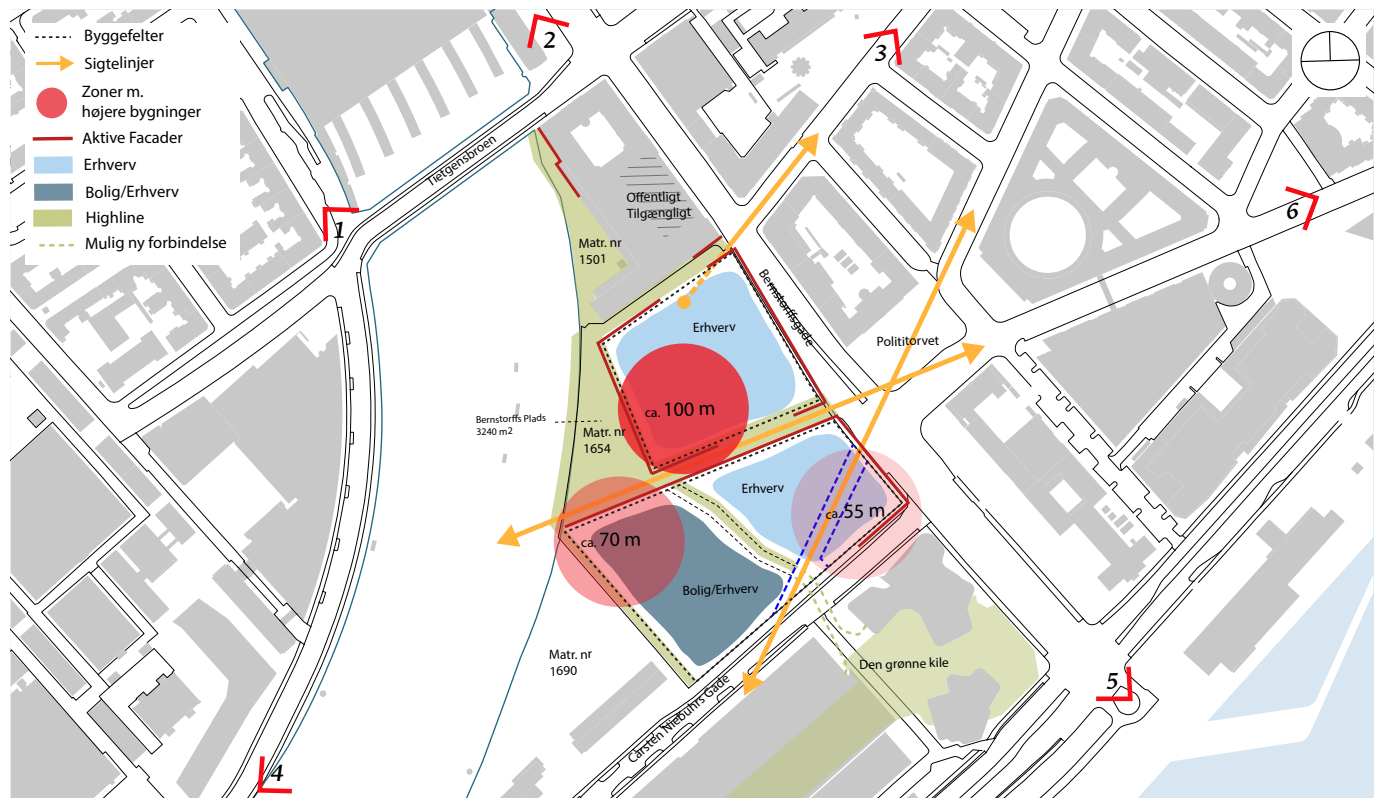 Byggefelter
Sigtelinjer
Zoner m.
højere bygninger
Aktive Facader
Erhverv
Bolig/Erhverv
Highline
Mulig ny forbindelse
1
2
3
4
5
6
Tietgensbroen
Offentligt
Tilgængligt
Matr. nr
1501
Bernstorffsgade
Erhverv
Polititorvet
ca. 100 m
Bernstorffs Plads
3240 m2
Matr. nr
1654
Erhverv
ca. 55 m
ca. 70 m
Bolig/Erhverv
Matr. nr
1690
Den grønne kile
Carsten Niebuhrs Gade